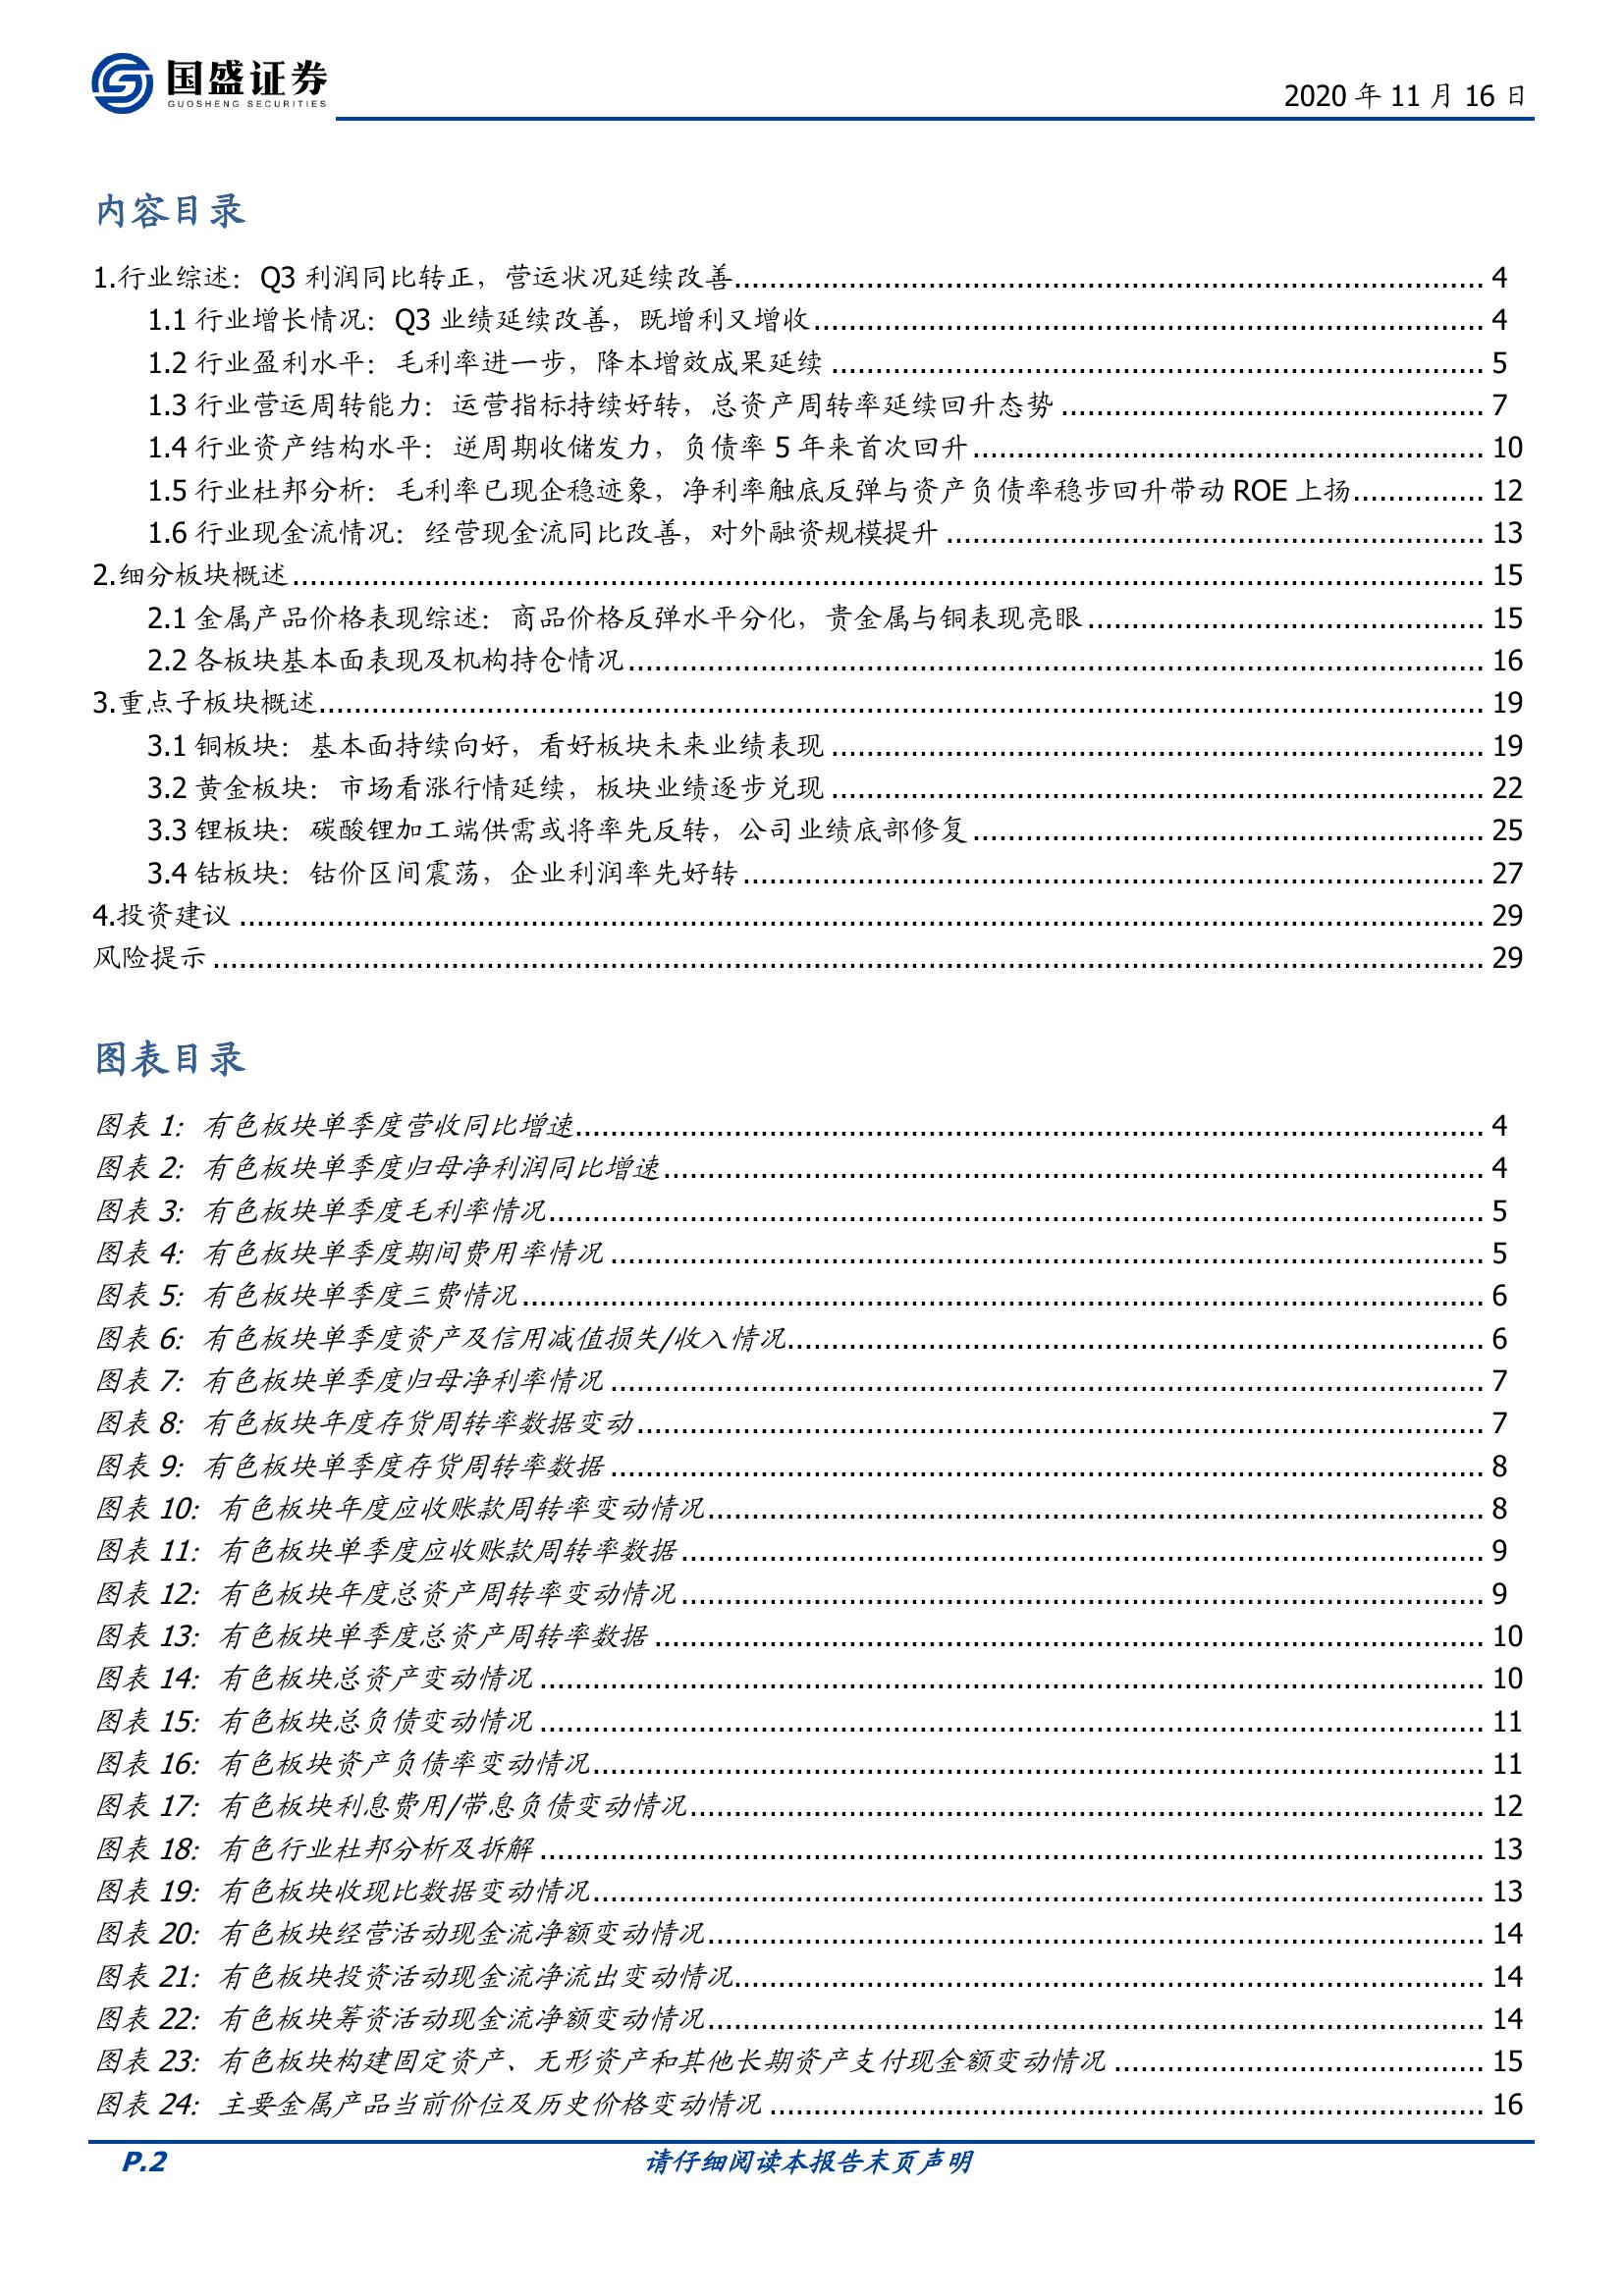 国盛证券
GUOSHENG SECURITIES
2020 年 11 月 16 日
内容目录
1.行业综述：Q3 利润同比转正，营运状况延续改善 4
1.1 行业增长情况：Q3 业绩延续改善，既增利又增收 4
1.2 行业盈利水平：毛利率进一步，降本增效成果延续 5
1.3 行业营运周转能力：运营指标持续好转，总资产周转率延续回升态势 7
1.4 行业资产结构水平：逆周期收储发力，负债率 5 年来首次回升 10
1.5 行业杜邦分析：毛利率已现企稳迹象，净利率触底反弹与资产负债率稳步回升带动 ROE 上扬 12
1.6 行业现金流情况：经营现金流同比改善，对外融资规模提升 13
2.细分板块概述 15
2.1 金属产品价格表现综述：商品价格反弹水平分化，贵金属与铜表现亮眼 15
2.2 各板块基本面表现及机构持仓情况 16
3.重点子板块概述 19
3.1 铜板块：基本面持续向好，看好板块未来业绩表现 19
3.2 黄金板块：市场看涨行情延续，板块业绩逐步兑现 22
3.3 锂板块：碳酸锂加工端供需或将率先反转，公司业绩底部修复 25
3.4 钴板块：钴价区间震荡，企业利润率先好转 27
4.投资建议 29
风险提示 29
图表目录
图表 1：有色板块单季度营收同比增速 4
图表 2：有色板块单季度归母净利润同比增速 4
图表 3：有色板块单季度毛利率情况 5
图表 4：有色板块单季度期间费用率情况 5
图表 5：有色板块单季度三费情况 6
图表 6：有色板块单季度资产及信用减值损失/收入情况 6
图表 7：有色板块单季度归母净利率情况 7
图表 8：有色板块年度存货周转率数据变动 7
图表 9：有色板块单季度存货周转率数据 8
图表 10：有色板块年度应收账款周转率变动情况 8
图表 11：有色板块单季度应收账款周转率数据 9
图表 12：有色板块年度总资产周转率变动情况 9
图表 13：有色板块单季度总资产周转率数据 10
图表 14：有色板块总资产变动情况 10
图表 15：有色板块总负债变动情况 11
图表 16：有色板块资产负债率变动情况 11
图表 17：有色板块利息费用/带息负债变动情况 12
图表 18：有色行业杜邦分析及拆解 13
图表 19：有色板块收现比数据变动情况 13
图表 20：有色板块经营活动现金流净额变动情况 14
图表 21：有色板块投资活动现金流净流出变动情况 14
图表 22：有色板块筹资活动现金流净额变动情况 14
图表 23：有色板块构建固定资产、无形资产和其他长期资产支付现金额变动情况 15
图表 24：主要金属产品当前价位及历史价格变动情况 16
P.2 请仔细阅读本报告末页声明